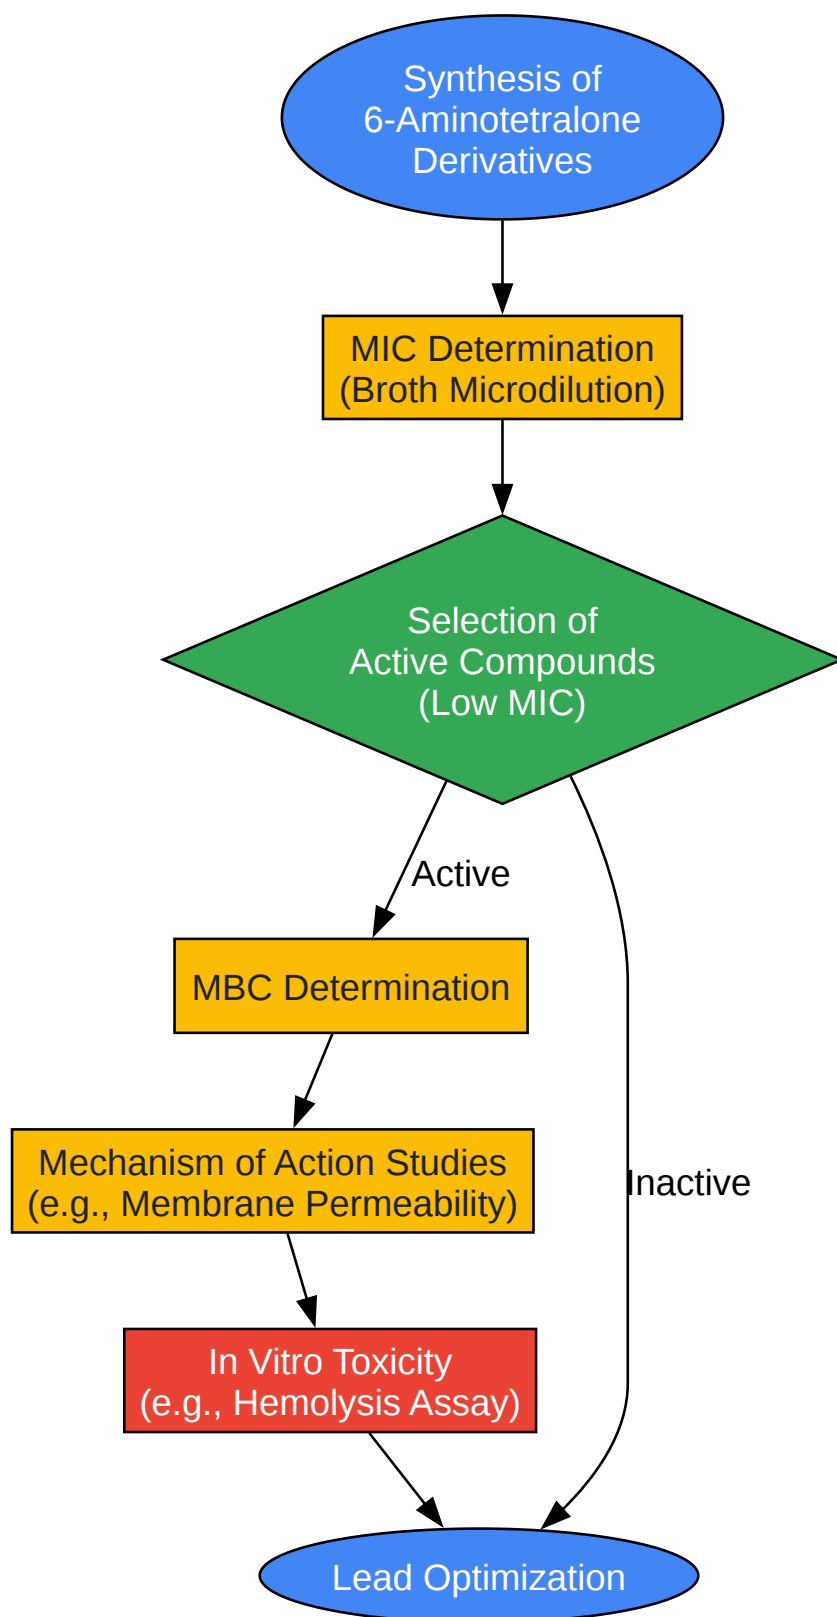 Synthesis of
6-Aminotetralone
Derivatives
MIC Determination
(Broth Microdilution)
Selection of
Active Compounds
(Low MIC)
Active
MBC Determination
Mechanism of Action Studies
(e.g., Membrane Permeability)
Inactive
In Vitro Toxicity
(e.g., Hemolysis Assay)
Lead Optimization